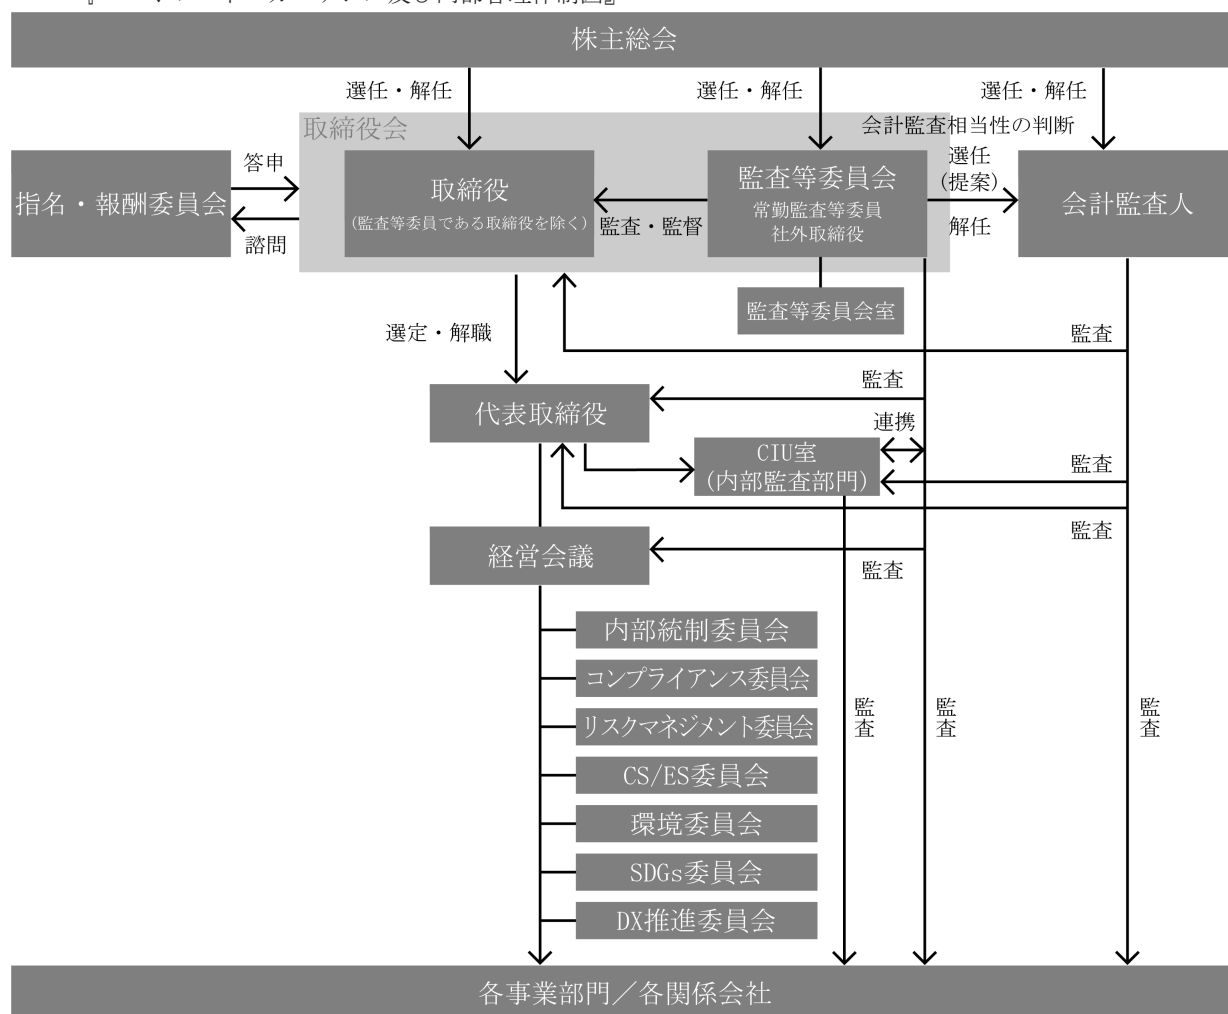 株主総会
選任・解任
選任・解任
選任・解任
取締役会
会計監査相当性の判断
指名・報酬委員会
答申
諮問
取締役
(監査等委員である取締役を除く)
監査・監督
監査等委員会
常勤監査等委員
社外取締役
選任
(提案)
解任
会計監査人
監査等委員会室
選定・解職
監査
代表取締役
監査
連携
CIU室
(内部監査部門)
監査
監査
経営会議
監査
内部統制委員会
コンプライアンス委員会
リスクマネジメント委員会
CS/ES委員会
環境委員会
SDGs委員会
DX推進委員会
監査
監査
監査
各事業部門／各関係会社